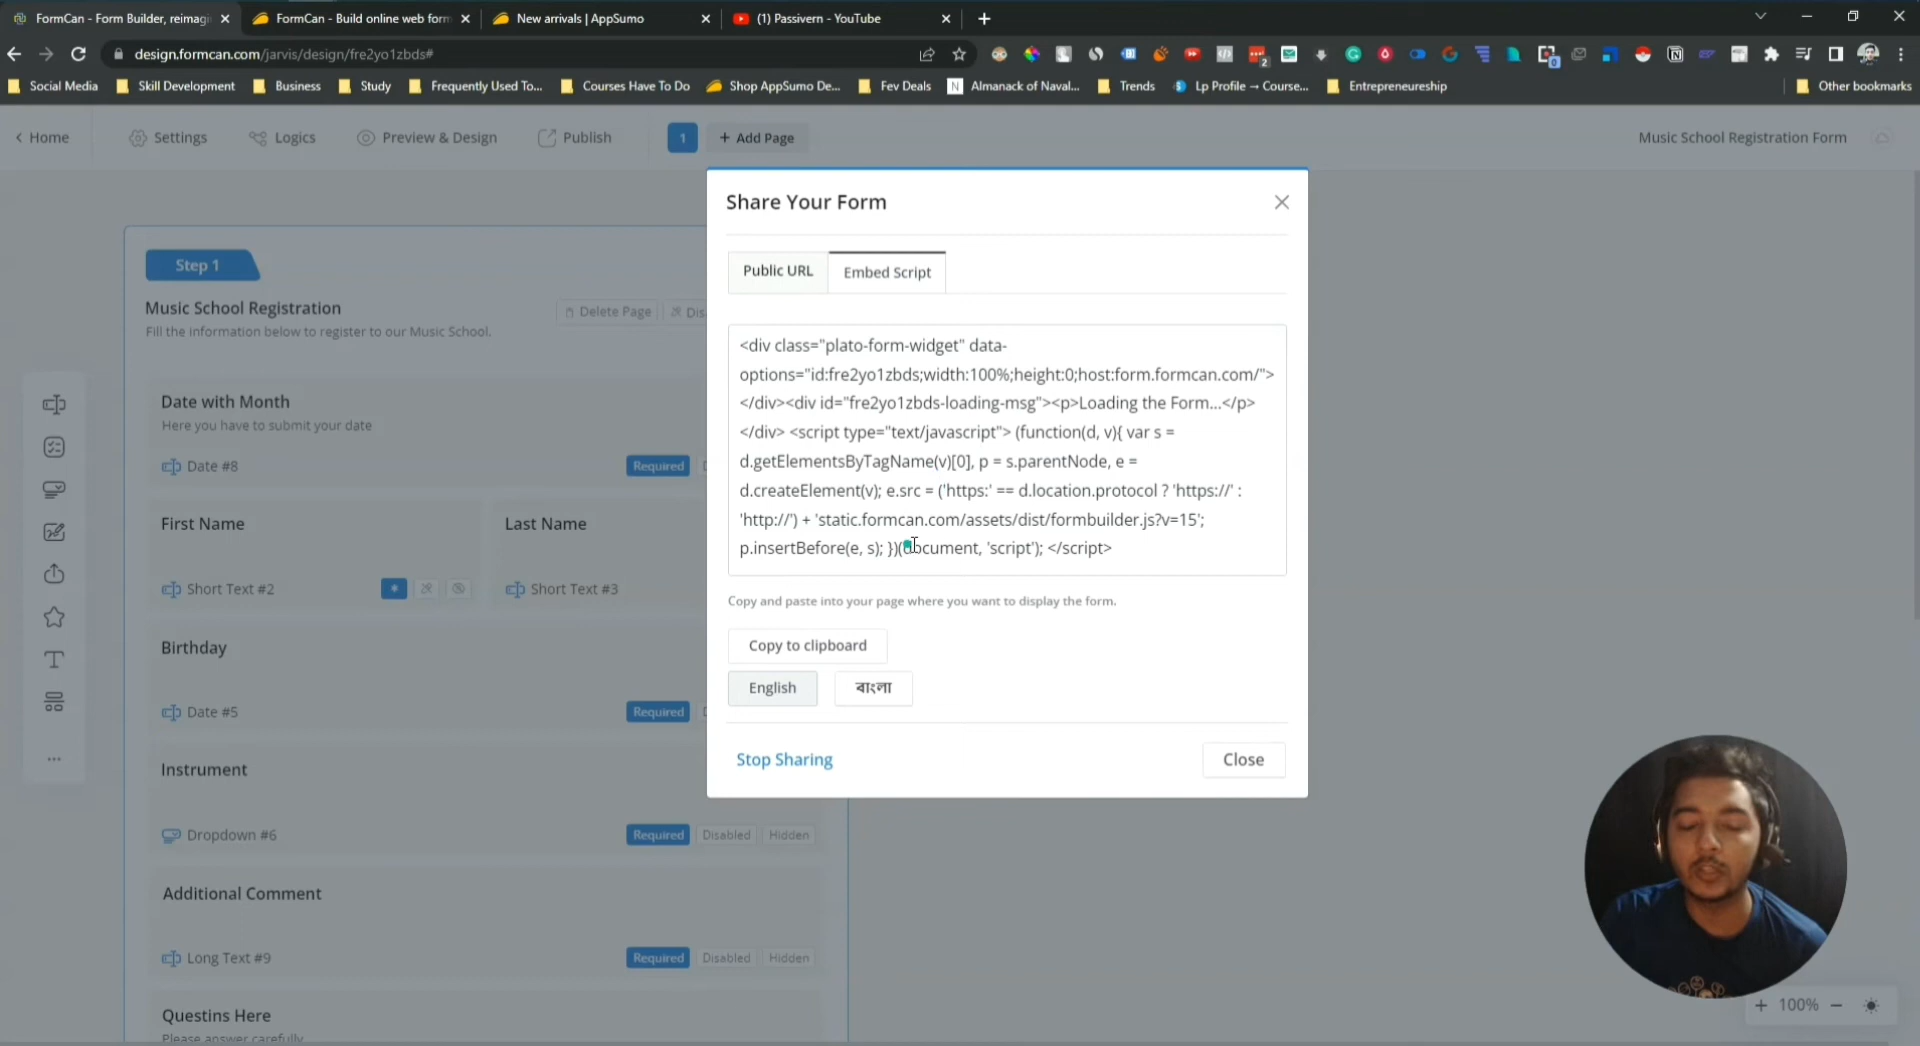 FormCan - Form Builder, reimagi
FormCan - Build online web form
New arrivals | AppSumo
(1) Passivern - YouTube
design.formcan.com/jarvis/design/fre2yo1zbds#
Social Media
Skill Development
Business
Study
Frequently Used To...
Courses Have To Do
Shop AppSumo De...
Fev Deals
Almanack of Naval...
Trends
Lp Profile → Course...
Entrepreneureship
Other bookmarks
Home
Settings
Logics
Preview & Design
Publish
1
+ Add Page
Music School Registration Form
Share Your Form
Public URL
Embed Script
<div class="plato-form-widget" data-
options="id:fre2yo1zbds;width:100%;height:0;host:form.formcan.com/">
</div><div id="fre2yo1zbds-loading-msg"><p>Loading the Form...</p>
</div> <script type="text/javascript"> (function(d, v){ var s =
d.getElementsByTagName(v)[0], p = s.parentNode, e =
d.createElement(v); e.src = ('https:' == d.location.protocol ? 'https://' :
'http://') + 'static.formcan.com/assets/dist/formbuilder.js?v=15';
p.insertBefore(e, s); })(document, 'script'); </script>
Copy and paste into your page where you want to display the form.
Copy to clipboard
English
বাংলা
Stop Sharing
Close
Step 1
Music School Registration
Fill the information below to register to our Music School.
Delete Page
Dis
Date with Month
Here you have to submit your date
Date #8
Required
First Name
Last Name
Short Text #2
Short Text #3
Birthday
Date #5
Required
Instrument
Dropdown #6
Required
Disabled
Hidden
Additional Comment
Long Text #9
Required
Disabled
Hidden
Questins Here
Please answer carefully
+ 100% −